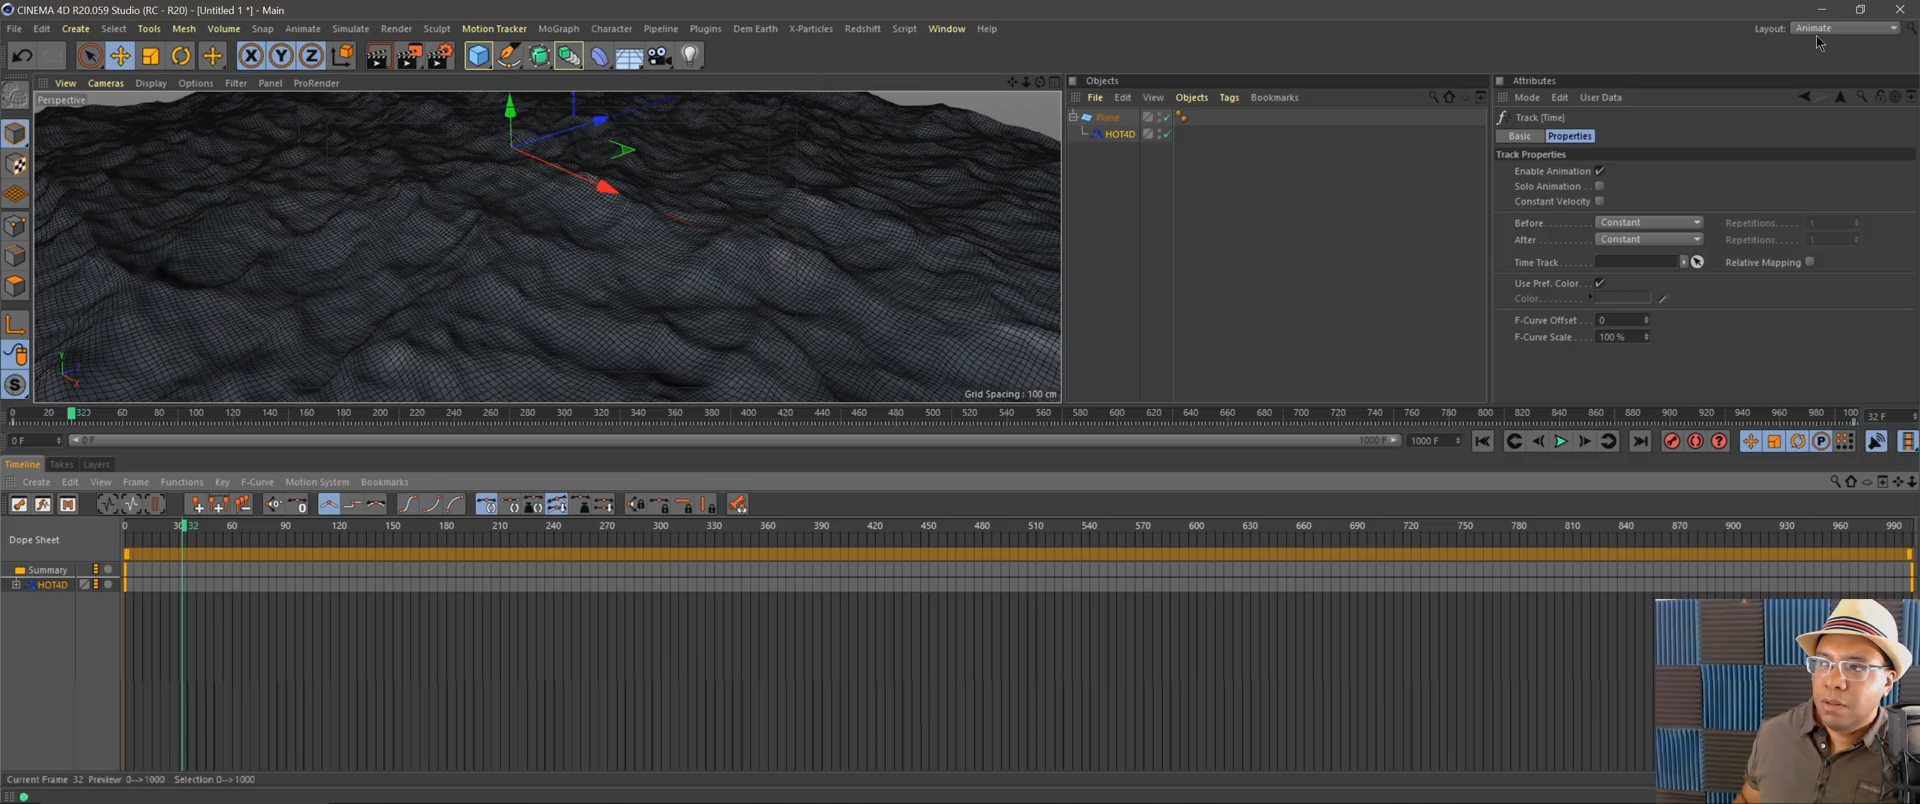 CINEMA 4D R20.059 Studio (RC - R20) - [Untitled 1 *] - Main
File Edit Create Select Tools Mesh Volume Snap Animate Simulate Render Sculpt Motion Tracker MoGraph Character Pipeline Plugins Dem Earth X-Particles Redshift Script Window Help
Layout: Animate
X Y Z
View Cameras Display Options Filter Panel ProRender
Perspective
Y Z X
Grid Spacing : 100 cm
Objects
File Edit View Objects Tags Bookmarks
Plane
HOT4D
Attributes
Mode Edit User Data
Track [Time]
Basic Properties
Track Properties
Enable Animation
Solo Animation
Constant Velocity
Before Constant Repetitions 1
After Constant Repetitions 1
Time Track Relative Mapping
Use Pref. Color
Color
F-Curve Offset 0
F-Curve Scale 100 %
0 20 60 80 100 120 140 160 180 200 220 240 260 280 300 320 340 360 380 400 420 440 460 480 500 520 540 560 580 600 620 640 660 680 700 720 740 760 780 800 820 840 860 880 900 920 940 960 980 32 F
0 F 0 F 1000 F 1000 F
Timeline Takes Layers
Create Edit View Frame Functions Key F-Curve Motion System Bookmarks
0 30 32 60 90 120 150 180 210 240 270 300 330 360 390 420 450 480 510 540 570 600 630 660 690 720 750 780 810 840 870 900 930 960 990
Dope Sheet
Summary
HOT4D
Current Frame 32 Preview 0-->1000 Selection 0-->1000